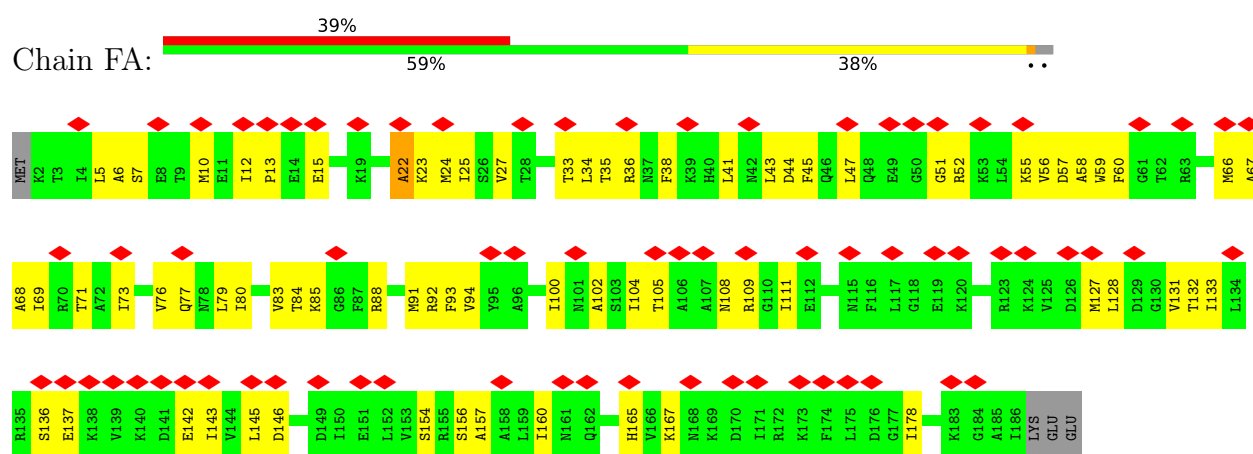 39%
Chain FA:
59% 38% • •
MET K2 T3 I4 L5 A6 S7 E8 T9 M10 E11 I12 P13 E14 E15 K19 A22 K23 M24 I25 S26 V27 T28 T33 L34 T35 R36 N37 F38 K39 H40 L41 N42 L43 D44 F45 Q46 L47 Q48 E49 G50 G51 R52 K53 L54 K55 V56 D57 A58 W59 F60 G61 T62 R63 M66 A67
A68 I69 R70 T71 A72 I73 V76 Q77 N78 L79 I80 V83 T84 K85 G86 F87 R88 M91 R92 F93 V94 Y95 A96 I100 N101 A102 S103 I104 T105 A106 A107 N108 R109 G110 I111 E112 N115 F116 L117 G118 E119 K120 R123 K124 V125 D126 M127 L128 D129 G130 V131 T132 I133 L134
R135 S136 E137 K138 V139 K140 D141 E142 I143 V144 L145 D146 D149 I150 E151 L152 V153 S154 R155 S156 A157 A158 L159 I160 N161 Q162 H165 V166 K167 N168 K169 D170 I171 R172 K173 F174 L175 D176 G177 I178 K183 G184 A185 I186 LYS GLU GLU